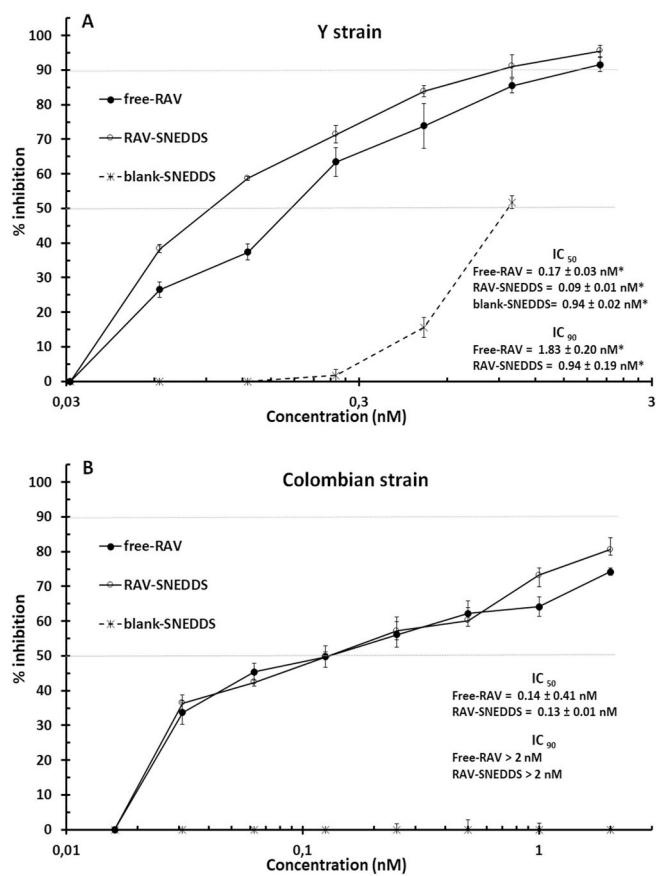 A
Y strain
100
90
80
70
60
50
40
30
20
10
0
% inhibition
free-RAV
RAV-SNEDDS
blank-SNEDDS
IC 50
Free-RAV = 0.17 ± 0.03 nM*
RAV-SNEDDS = 0.09 ± 0.01 nM*
blank-SNEDDS= 0.94 ± 0.02 nM*
IC 90
Free-RAV = 1.83 ± 0.20 nM*
RAV-SNEDDS = 0.94 ± 0.19 nM*
0,03 0,3 3
Concentration (nM)
B
Colombian strain
100
90
80
70
60
50
40
30
20
10
0
% inhibition
free-RAV
RAV-SNEDDS
blank-SNEDDS
IC 50
Free-RAV = 0.14 ± 0.41 nM
RAV-SNEDDS = 0.13 ± 0.01 nM
IC 90
Free-RAV > 2 nM
RAV-SNEDDS > 2 nM
0,01 0,1 1
Concentration (nM)